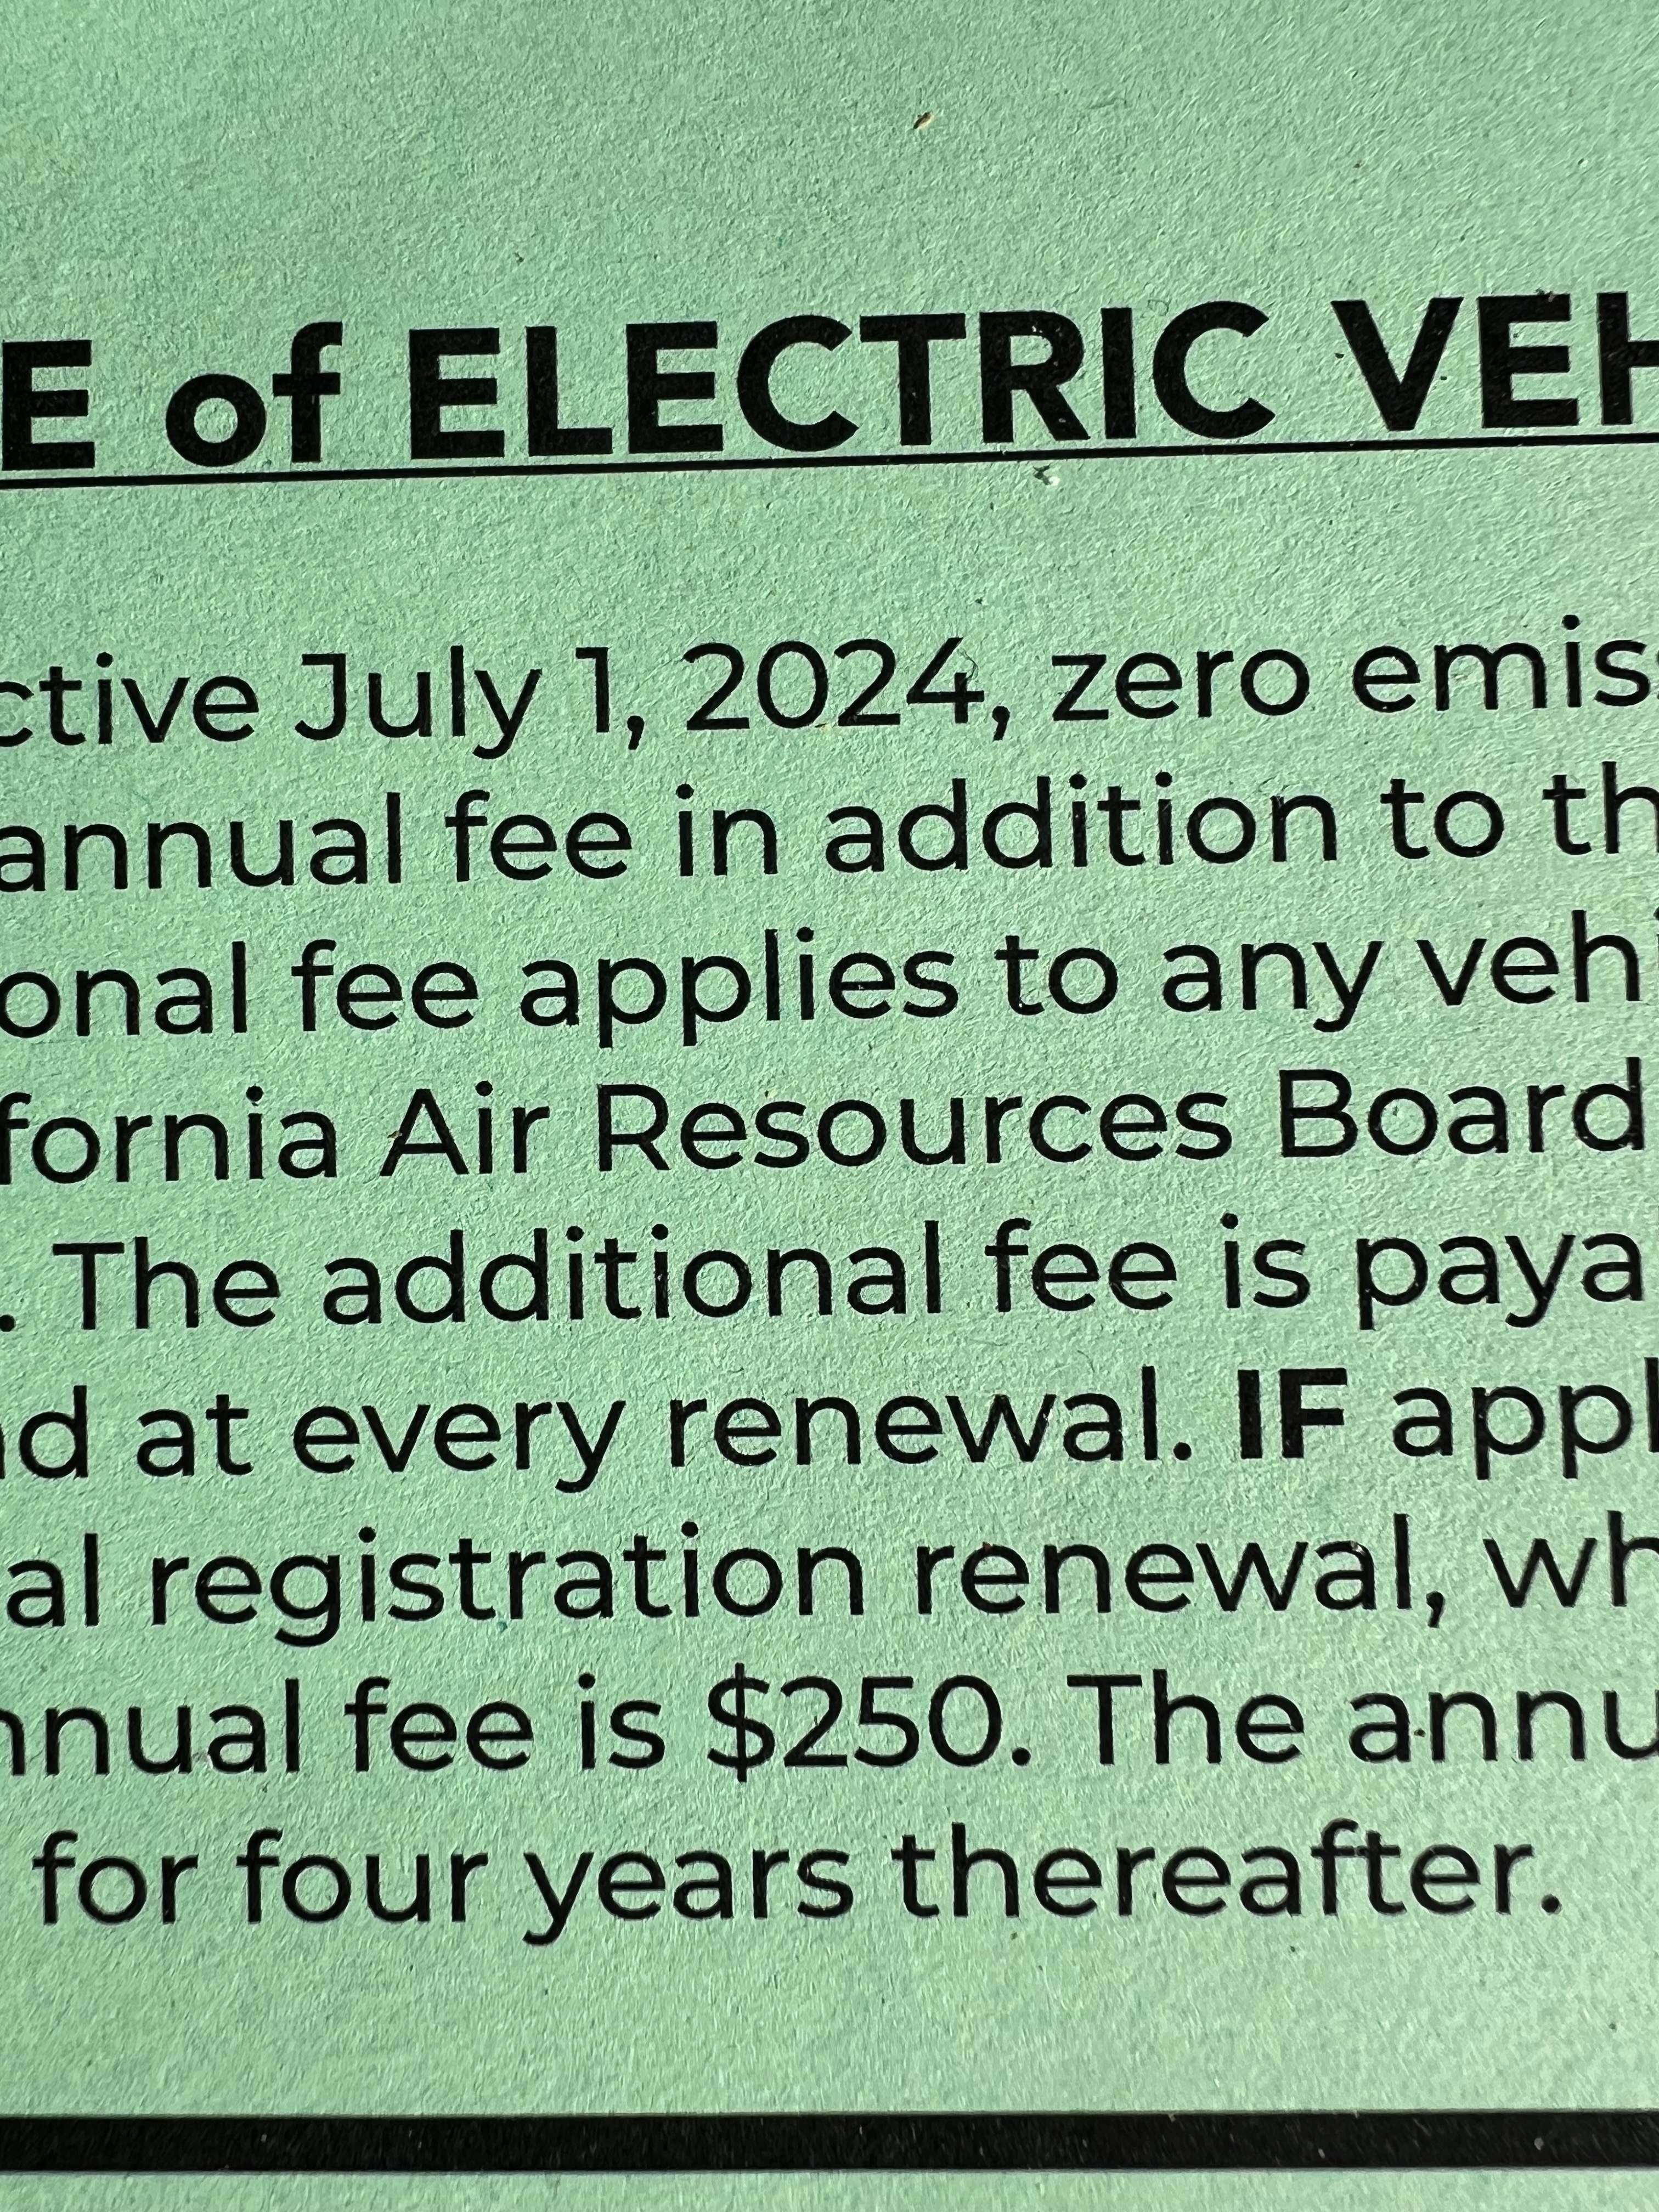 E of ELECTRIC VEH
ctive July 1, 2024, zero emis
annual fee in addition to th
onal fee applies to any vehi
fornia Air Resources Board
. The additional fee is paya
d at every renewal. IF appl
al registration renewal, wh
nnual fee is $250. The annu
for four years thereafter.